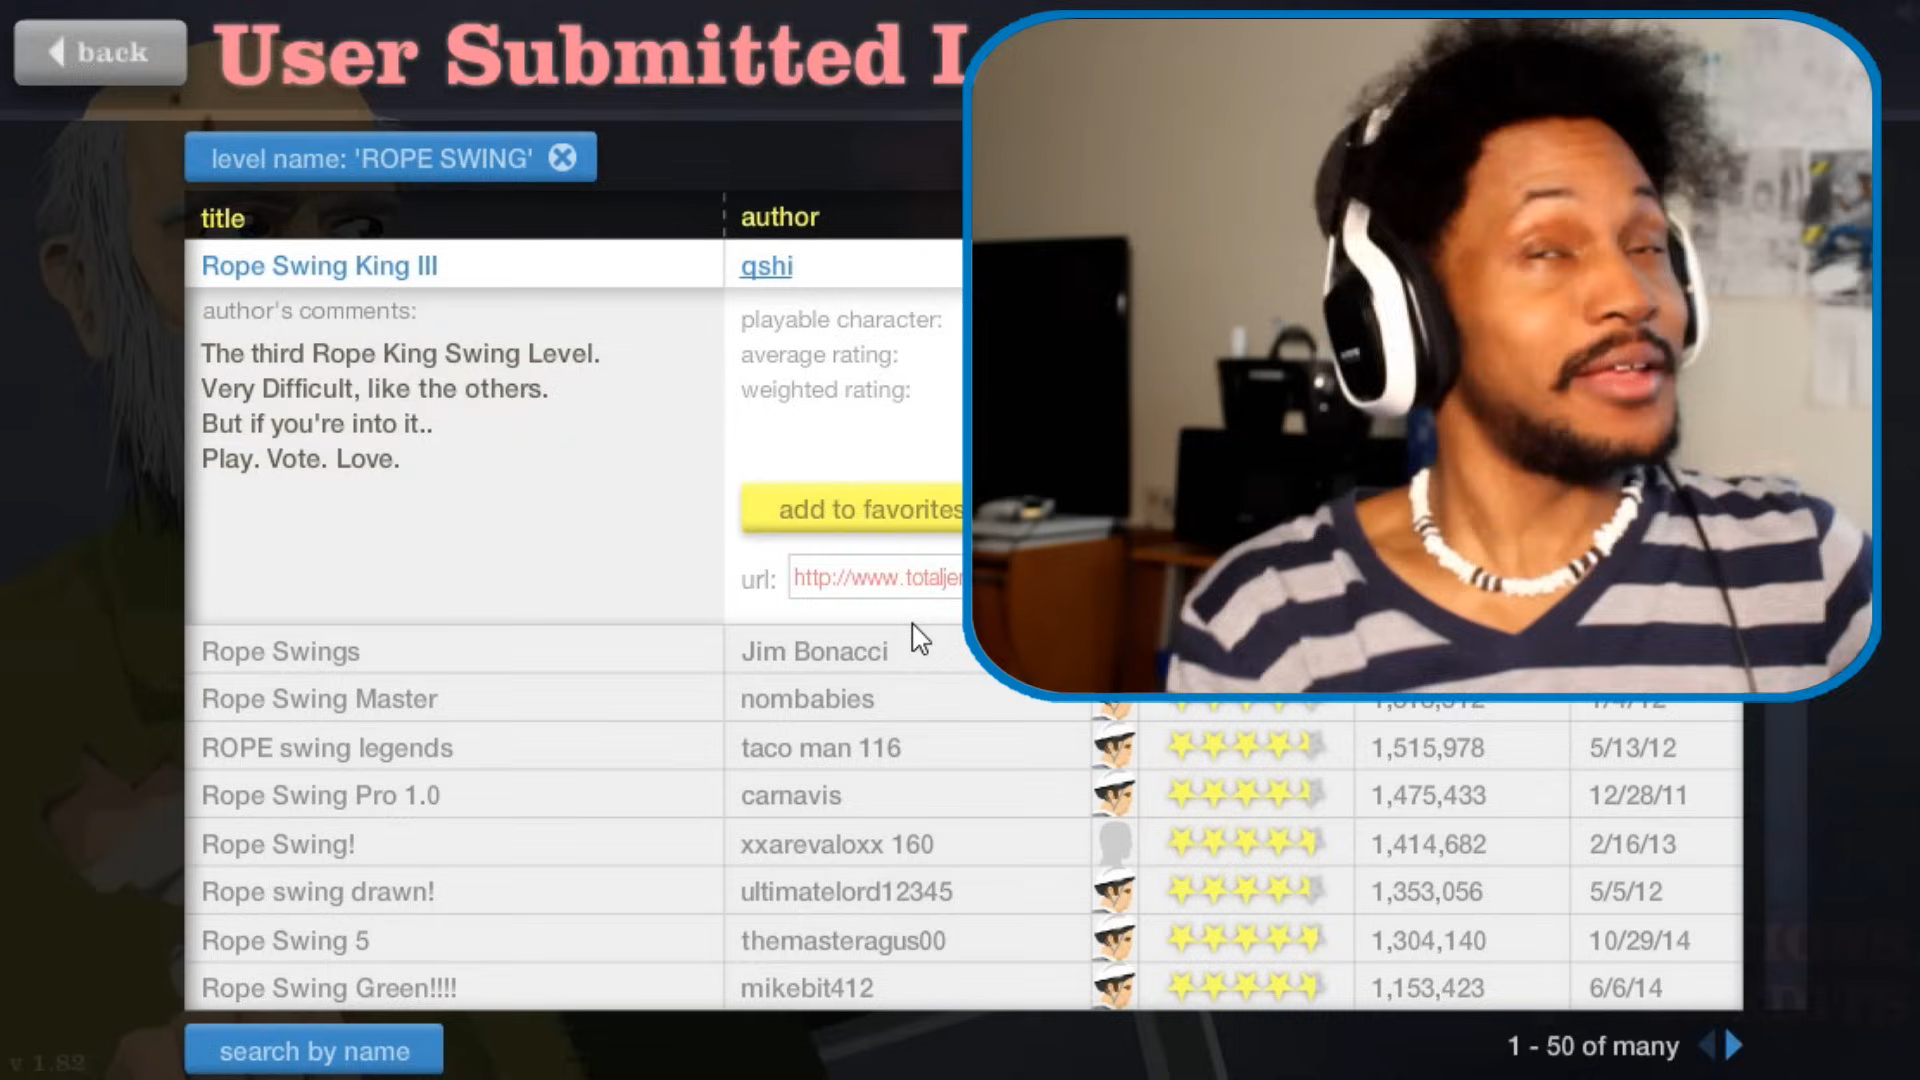 back
User Submitted L
level name: 'ROPE SWING'
title author
Rope Swing King III qshi
author's comments:
The third Rope King Swing Level.
Very Difficult, like the others.
But if you're into it..
Play. Vote. Love.
playable character:
average rating:
weighted rating:
add to favorites
url: http://www.totaljer
Rope Swings Jim Bonacci
Rope Swing Master nombabies
ROPE swing legends taco man 116 1,515,978 5/13/12
Rope Swing Pro 1.0 carnavis 1,475,433 12/28/11
Rope Swing! xxarevaloxx 160 1,414,682 2/16/13
Rope swing drawn! ultimatelord12345 1,353,056 5/5/12
Rope Swing 5 themasteragus00 1,304,140 10/29/14
Rope Swing Green!!!! mikebit412 1,153,423 6/6/14
search by name
1 - 50 of many
v 1.82